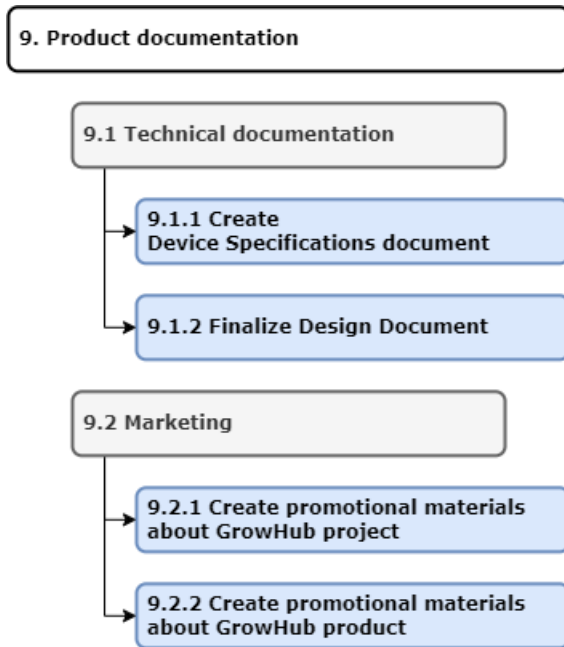 9. Product documentation
9.1 Technical documentation
9.1.1 Create
Device Specifications document
9.1.2 Finalize Design Document
9.2 Marketing
9.2.1 Create promotional materials
about GrowHub project
9.2.2 Create promotional materials
about GrowHub product